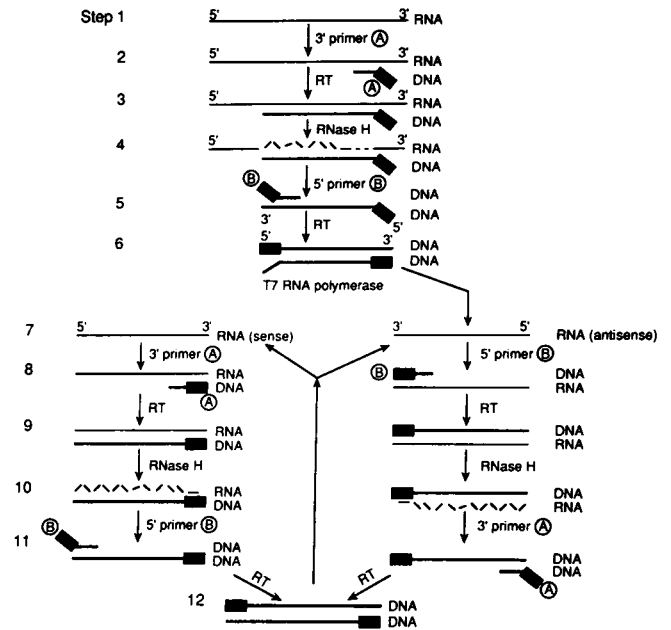 Step 1 5' 3' RNA
3' primer A
2 5' 3' RNA
RT A DNA
3 5' 3' RNA
DNA
RNase H
4 5' 3' RNA
DNA
B 5' primer B
5 DNA
DNA
3' RT 5'
6 5' 3' DNA
DNA
T7 RNA polymerase
7 5' 3' RNA (sense) 3' 5' RNA (antisense)
3' primer A 5' primer B
8 RNA B DNA
DNA RNA
A
RT RT
9 RNA DNA
DNA RNA
RNase H RNase H
10 RNA DNA
DNA RNA
B 5' primer B 3' primer A
11 DNA DNA
DNA DNA
A
RT RT
12 DNA
DNA